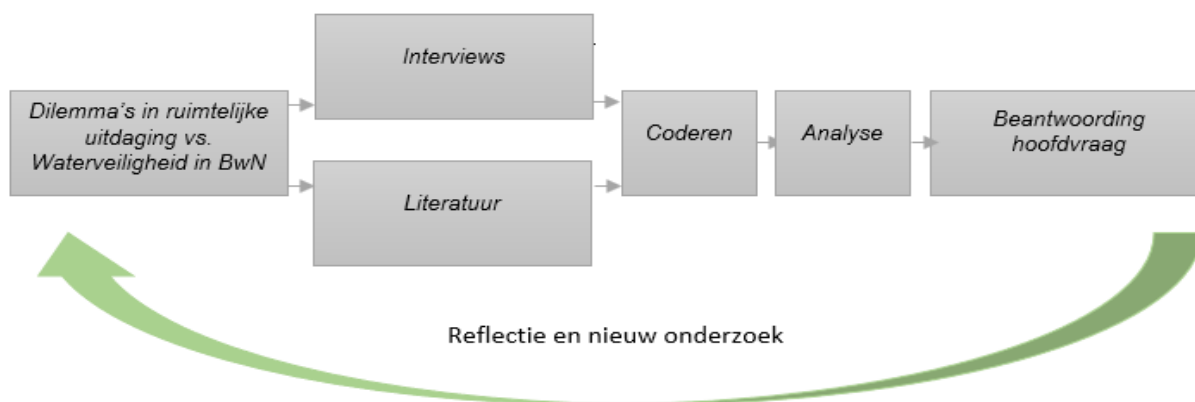 Interviews
Dilemma's in ruimtelijke
uitdaging vs.
Waterveiligheid in BwN
Literatuur
Coderen
Analyse
Beantwoording
hoofdvraag
Reflectie en nieuw onderzoek